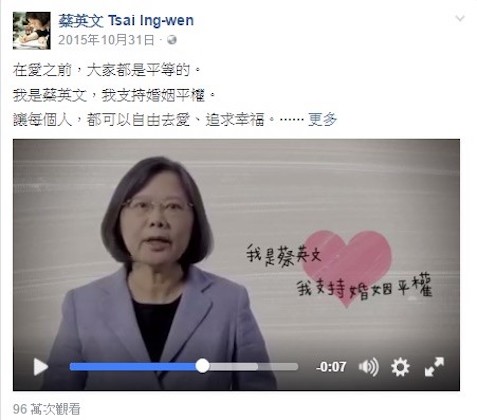 蔡英文 Tsai Ing-wen
2015年10月31日 ·
在愛之前，大家都是平等的。
我是蔡英文，我支持婚姻平權。
讓每個人，都可以自由去愛、追求幸福。⋯⋯ 更多
我是蔡英文
我支持婚姻平權
-0:07
96 萬次觀看